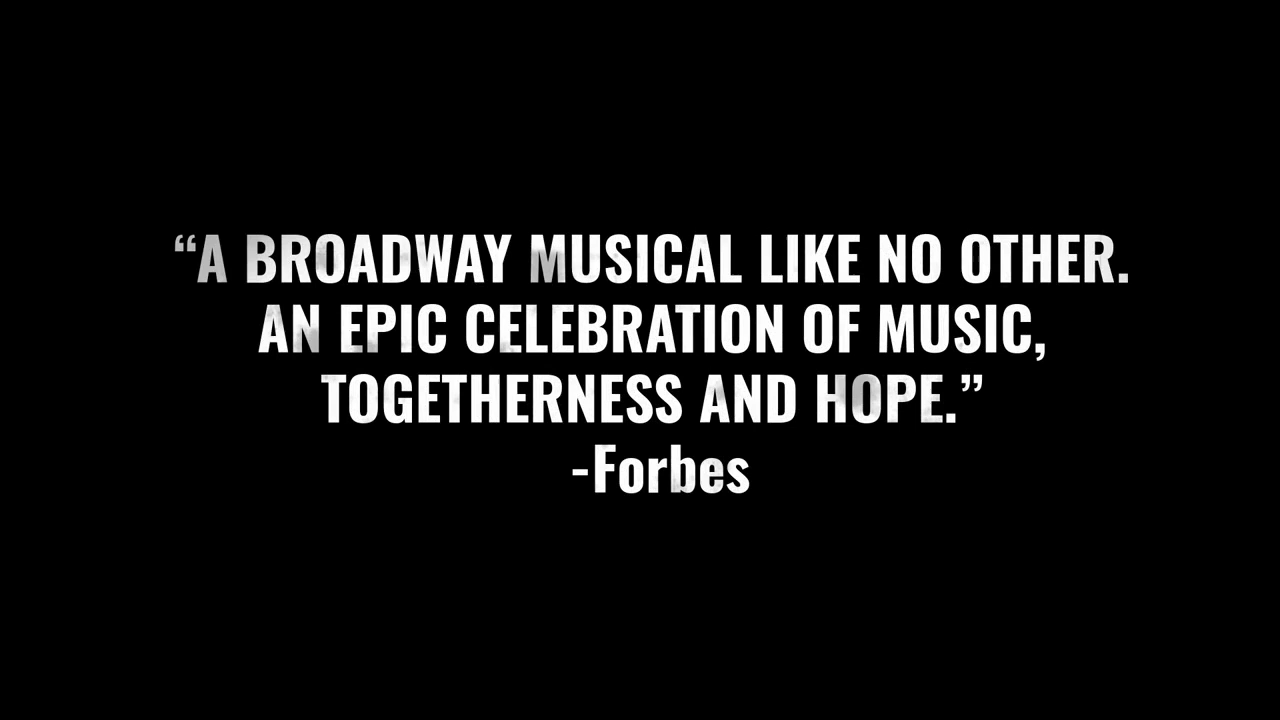 “A BROADWAY MUSICAL LIKE NO OTHER.
AN EPIC CELEBRATION OF MUSIC,
TOGETHERNESS AND HOPE.”
-Forbes